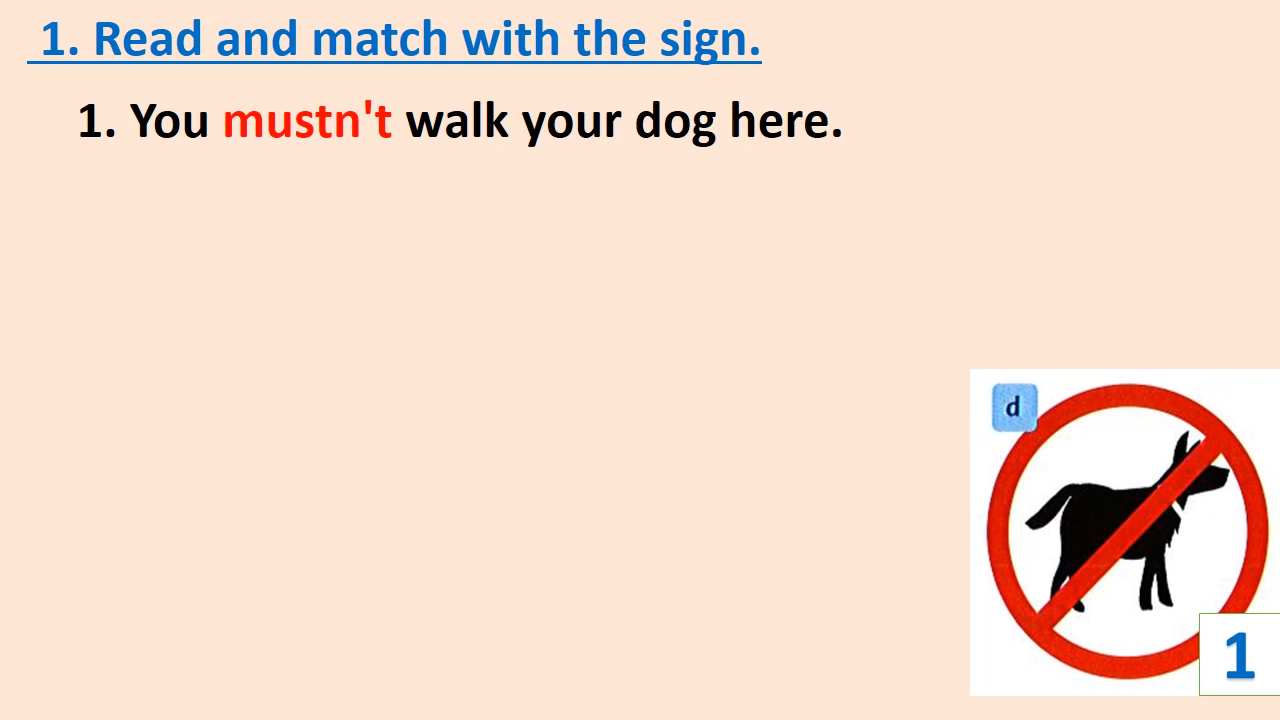 1. Read and match with the sign.
1. You mustn't walk your dog here.
d
1